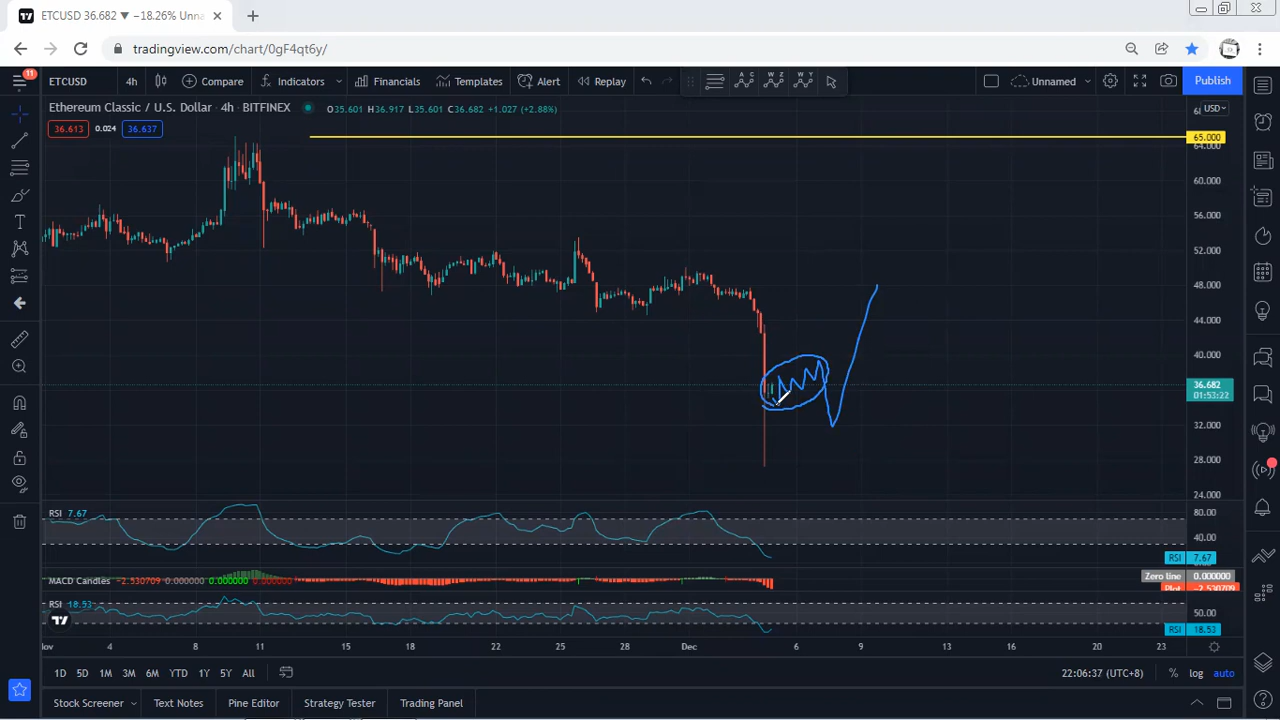 ETCUSD 36.682 ▼ −18.26% Unna
tradingview.com/chart/0gF4qt6y/
11
ETCUSD 4h Compare Indicators Financials Templates Alert Replay Unnamed Publish
Ethereum Classic / U.S. Dollar · 4h · BITFINEX O35.601 H36.917 L35.601 C36.682 +1.027 (+2.88%) USD
36.613 0.024 36.637
65.000
64.000
60.000
56.000
52.000
48.000
44.000
40.000
36.682
01:53:22
32.000
28.000
24.000
RSI 7.67 80.00
40.00
RSI 7.67
MACD Candles −2.530709 0.000000 0.000000 0.000000 Zero line 0.000000
Plot −2.530709
RSI 18.53 50.00
RSI 18.53
4 8 11 15 18 22 25 28 Dec 6 9 13 16 20 23
1D 5D 1M 3M 6M YTD 1Y 5Y All 22:06:37 (UTC+8) % log auto
Stock Screener Text Notes Pine Editor Strategy Tester Trading Panel